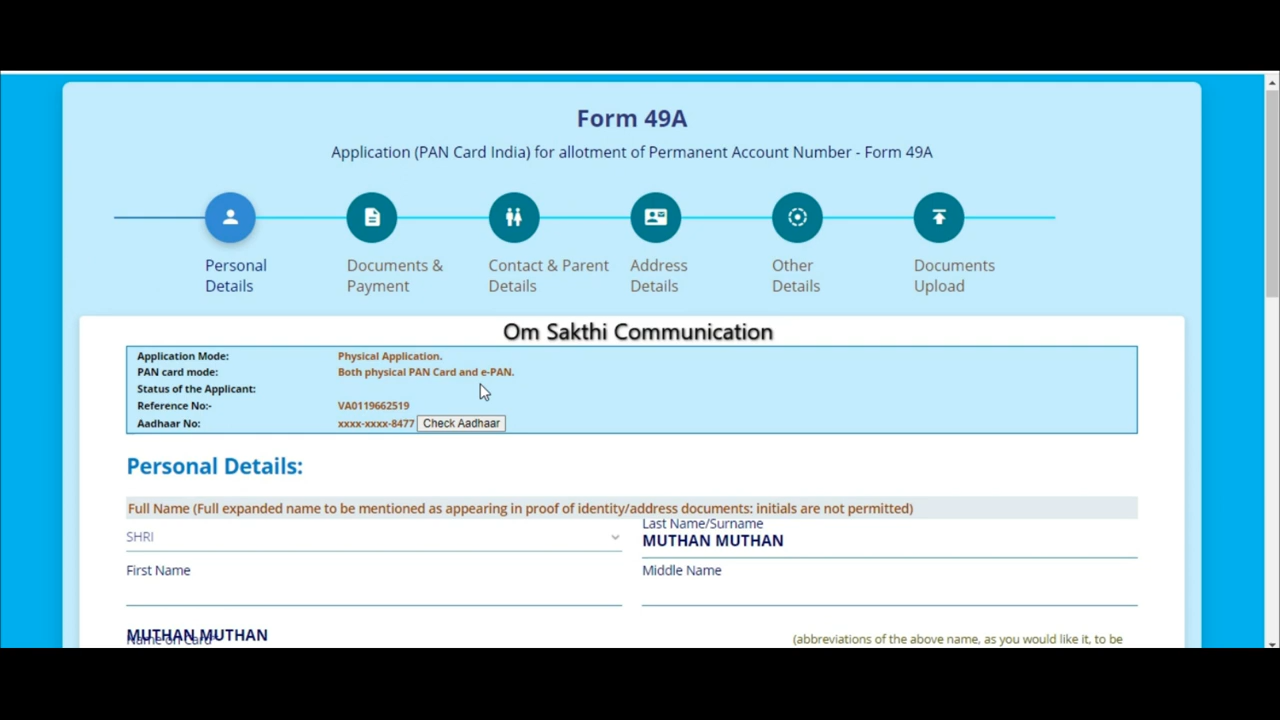 Form 49A
Application (PAN Card India) for allotment of Permanent Account Number - Form 49A
Personal Details
Documents & Payment
Contact & Parent Details
Address Details
Other Details
Documents Upload
Om Sakthi Communication
Application Mode: Physical Application.
PAN card mode: Both physical PAN Card and e-PAN.
Status of the Applicant:
Reference No:- VA0119662519
Aadhaar No: xxxx-xxxx-8477 Check Aadhaar
Personal Details:
Full Name (Full expanded name to be mentioned as appearing in proof of identity/address documents: initials are not permitted)
SHRI
Last Name/Surname
MUTHAN MUTHAN
First Name
Middle Name
MUTHAN MUTHAN
Name on Card
(abbreviations of the above name, as you would like it, to be